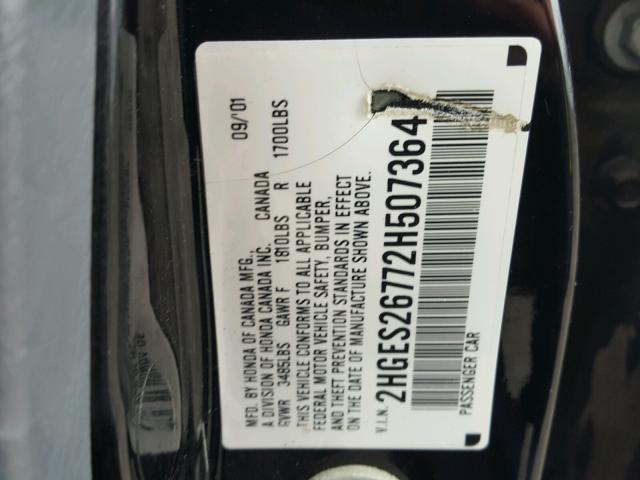 MFD. BY HONDA OF CANADA MFG., 09/'01
A DIVISION OF HONDA CANADA INC. CANADA
GVWR 3485LBS GAWR F 1810LBS R 1700LBS
THIS VEHICLE CONFORMS TO ALL APPLICABLE
FEDERAL MOTOR VEHICLE SAFETY, BUMPER,
AND THEFT PREVENTION STANDARDS IN EFFECT
ON THE DATE OF MANUFACTURE SHOWN ABOVE.
V.I.N. 2HGES26772H507364
PASSENGER CAR